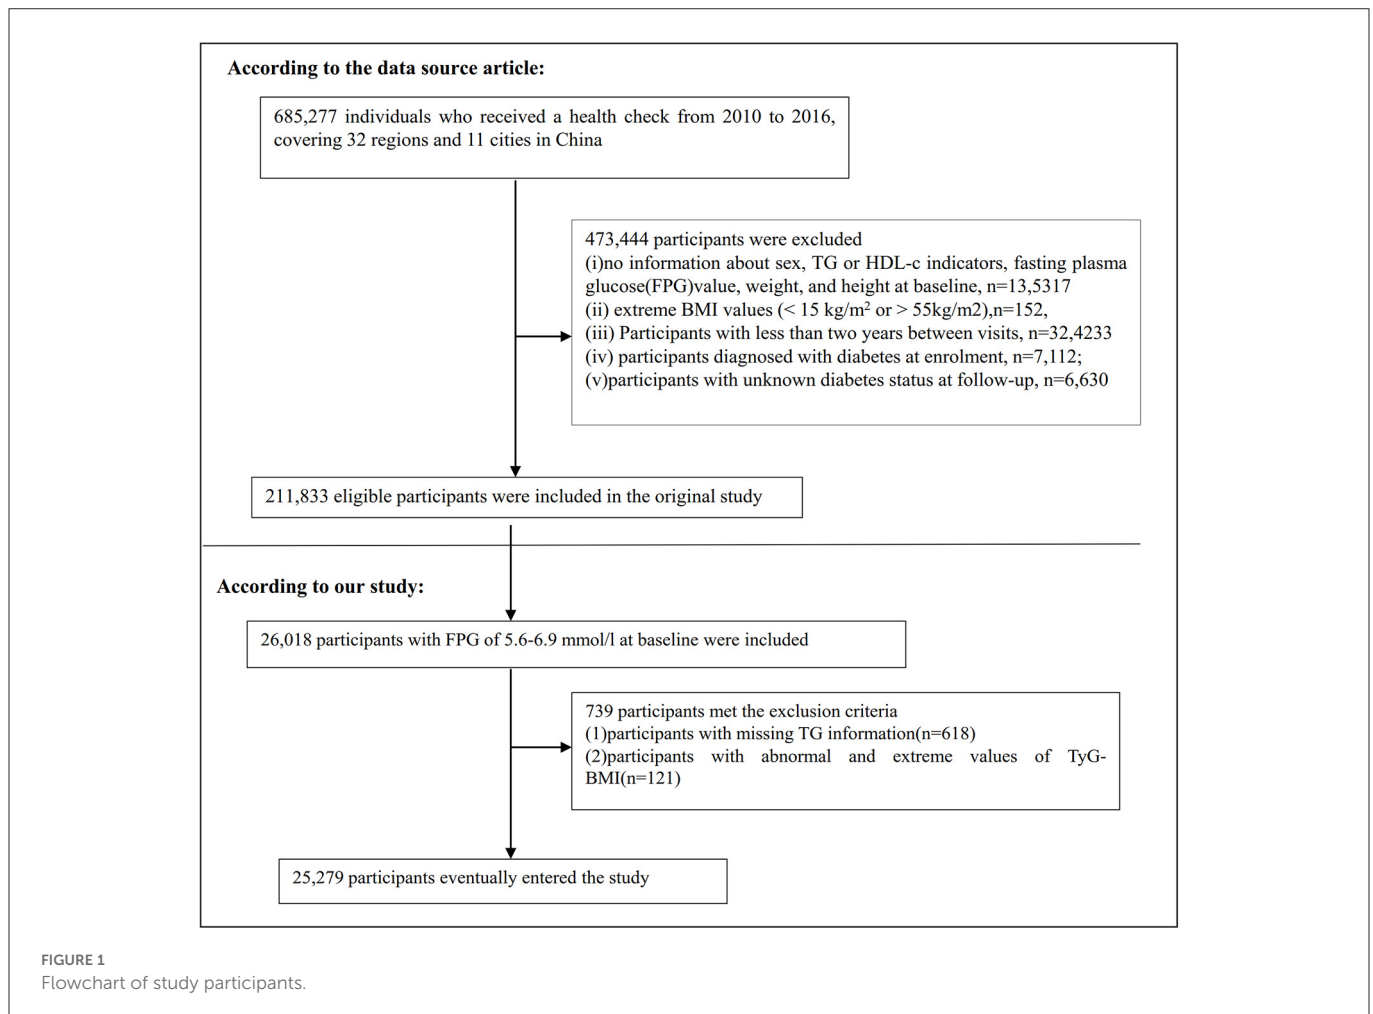 According to the data source article:
685,277 individuals who received a health check from 2010 to 2016,
covering 32 regions and 11 cities in China
473,444 participants were excluded
(i)no information about sex, TG or HDL-c indicators, fasting plasma
glucose(FPG)value, weight, and height at baseline, n=13,5317
(ii) extreme BMI values (< 15 kg/m² or > 55kg/m2),n=152,
(iii) Participants with less than two years between visits, n=32,4233
(iv) participants diagnosed with diabetes at enrolment, n=7,112;
(v)participants with unknown diabetes status at follow-up, n=6,630
211,833 eligible participants were included in the original study
According to our study:
26,018 participants with FPG of 5.6-6.9 mmol/l at baseline were included
739 participants met the exclusion criteria
(1)participants with missing TG information(n=618)
(2)participants with abnormal and extreme values of TyG-
BMI(n=121)
25,279 participants eventually entered the study
FIGURE 1
Flowchart of study participants.